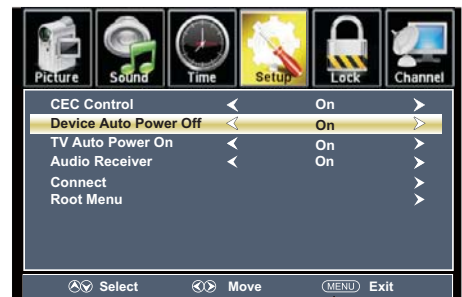 Picture Sound Time Setup Lock Channel
CEC Control On
Device Auto Power Off On
TV Auto Power On On
Audio Receiver On
Connect
Root Menu
Select Move MENU Exit